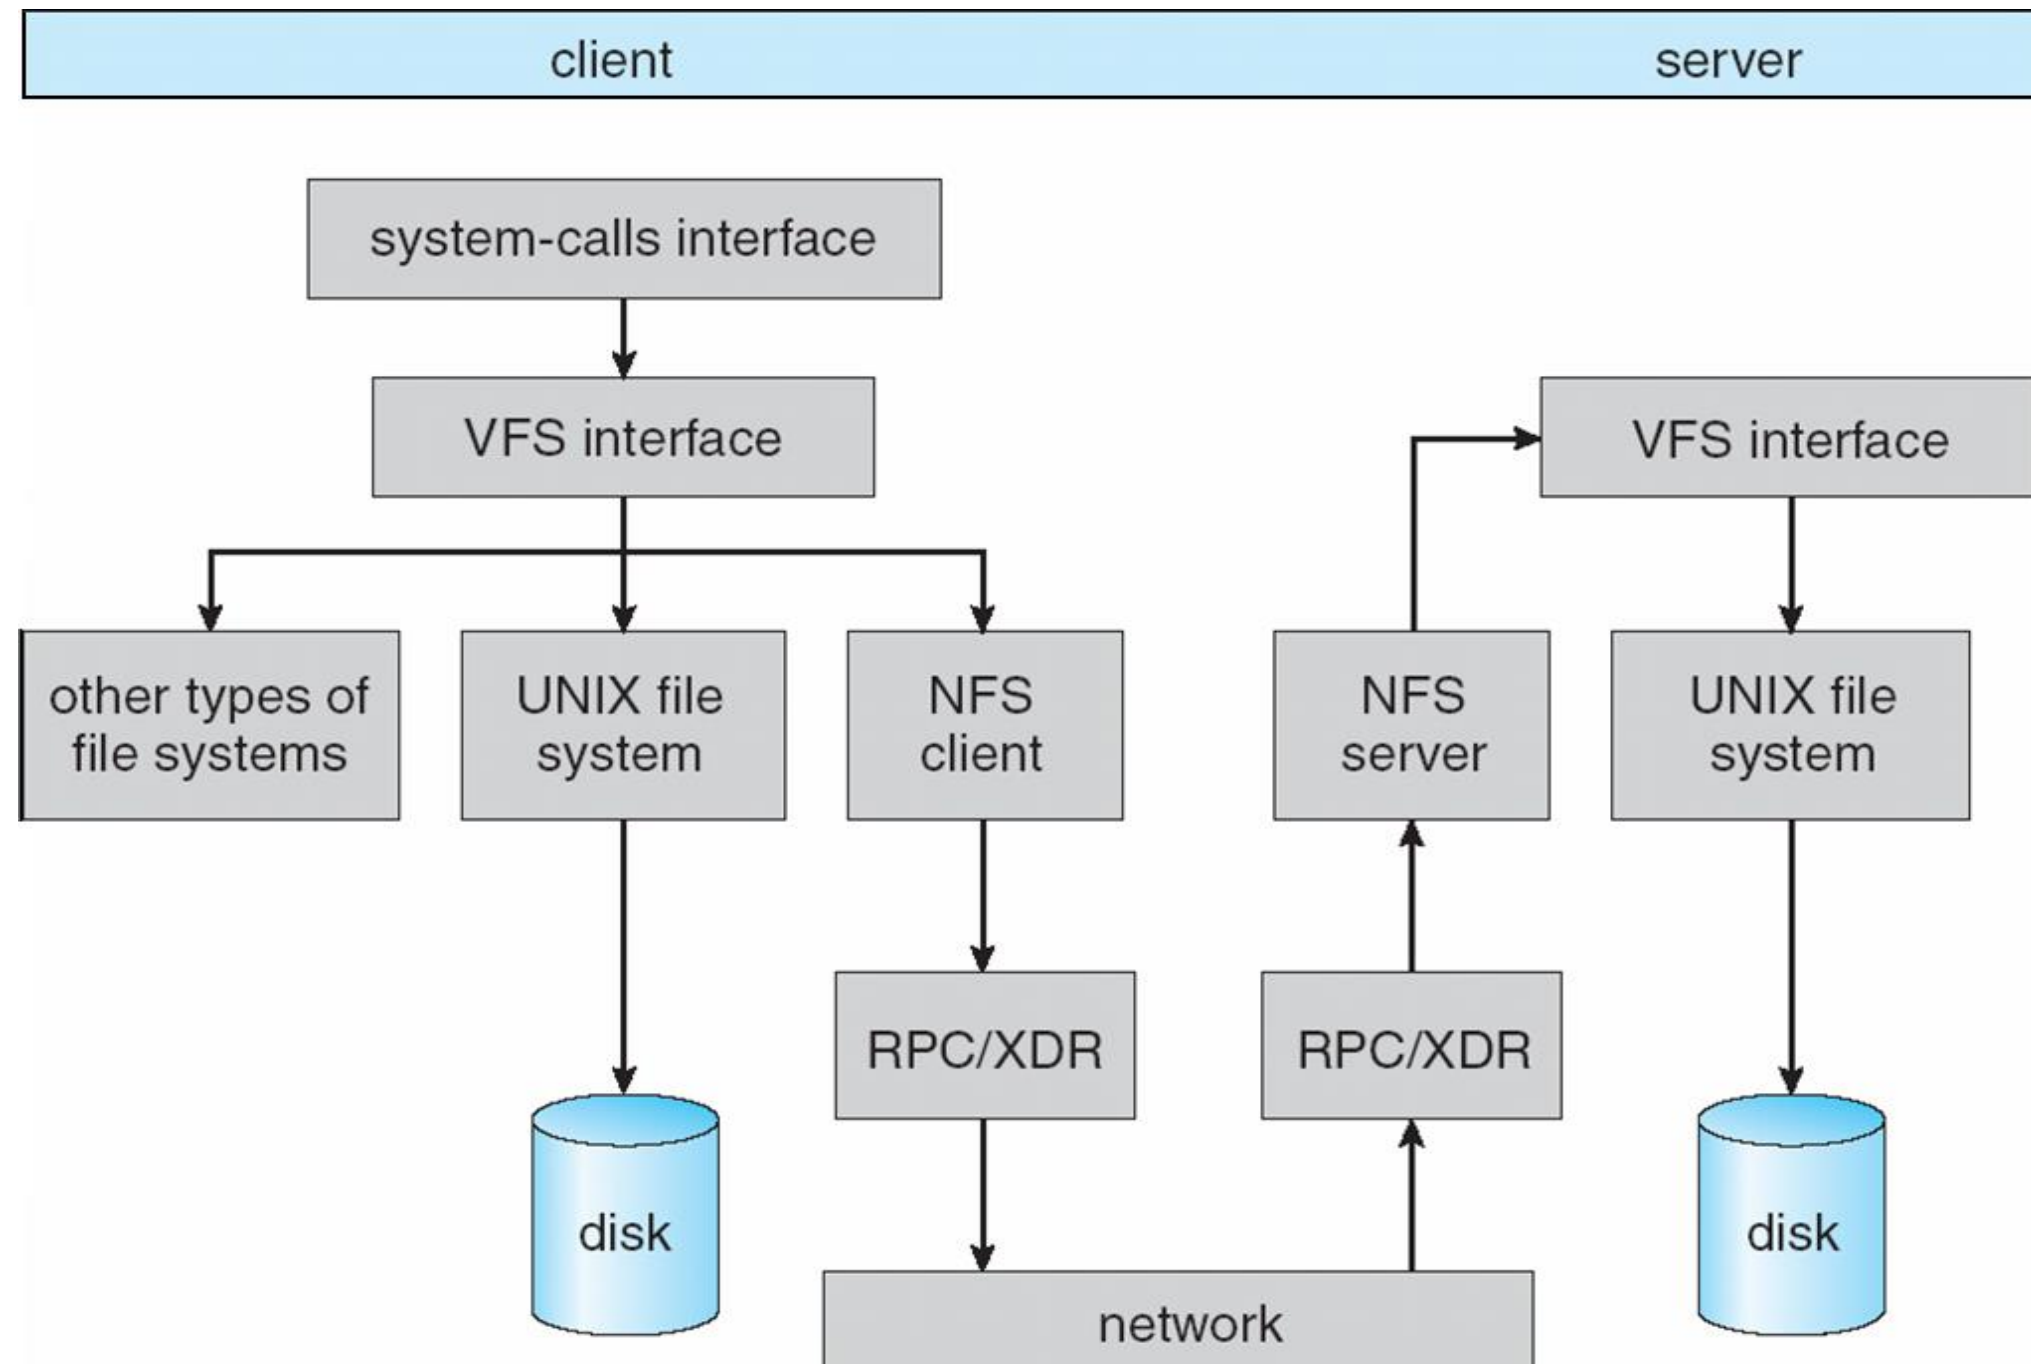 client
server
system-calls interface
VFS interface
VFS interface
other types of
file systems
UNIX file
system
NFS
client
NFS
server
UNIX file
system
RPC/XDR
RPC/XDR
disk
disk
network